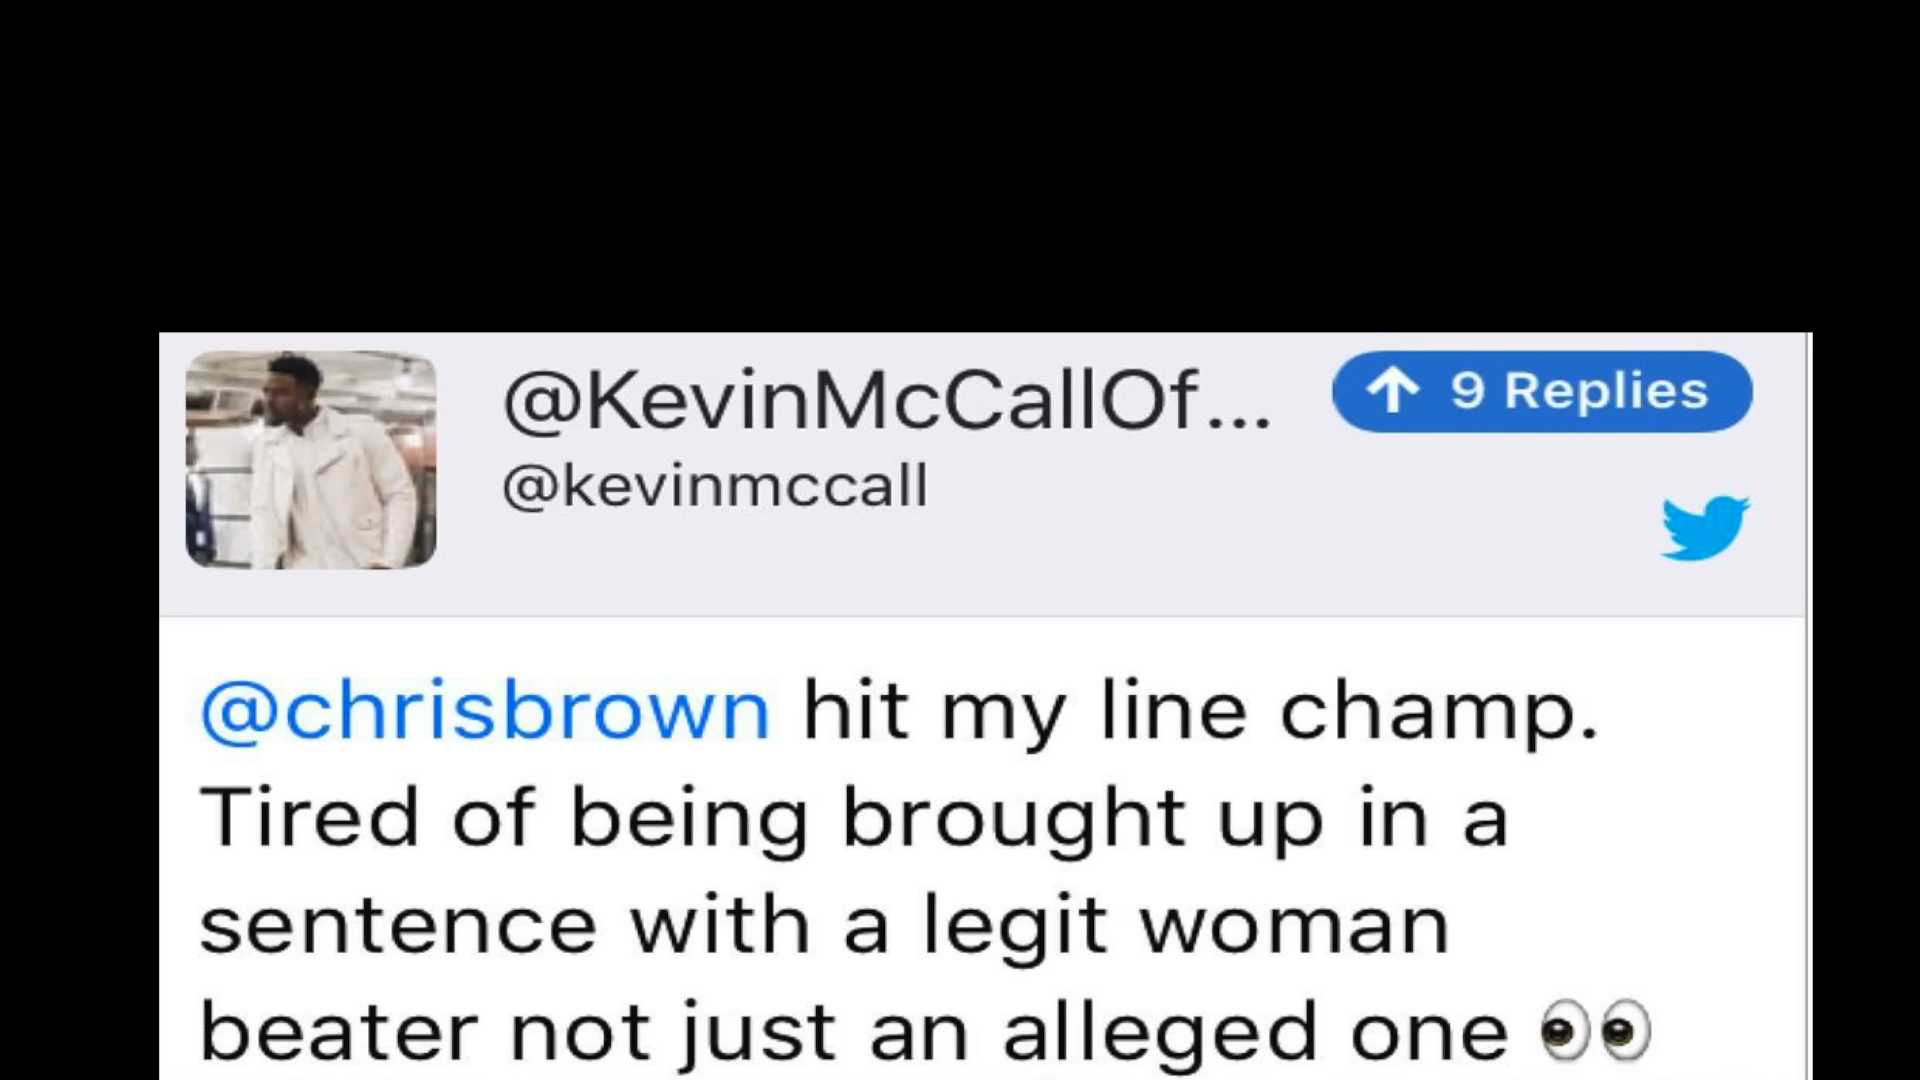 @KevinMcCallOf...
9 Replies
@kevinmccall
@chrisbrown hit my line champ.
Tired of being brought up in a
sentence with a legit woman
beater not just an alleged one 👀